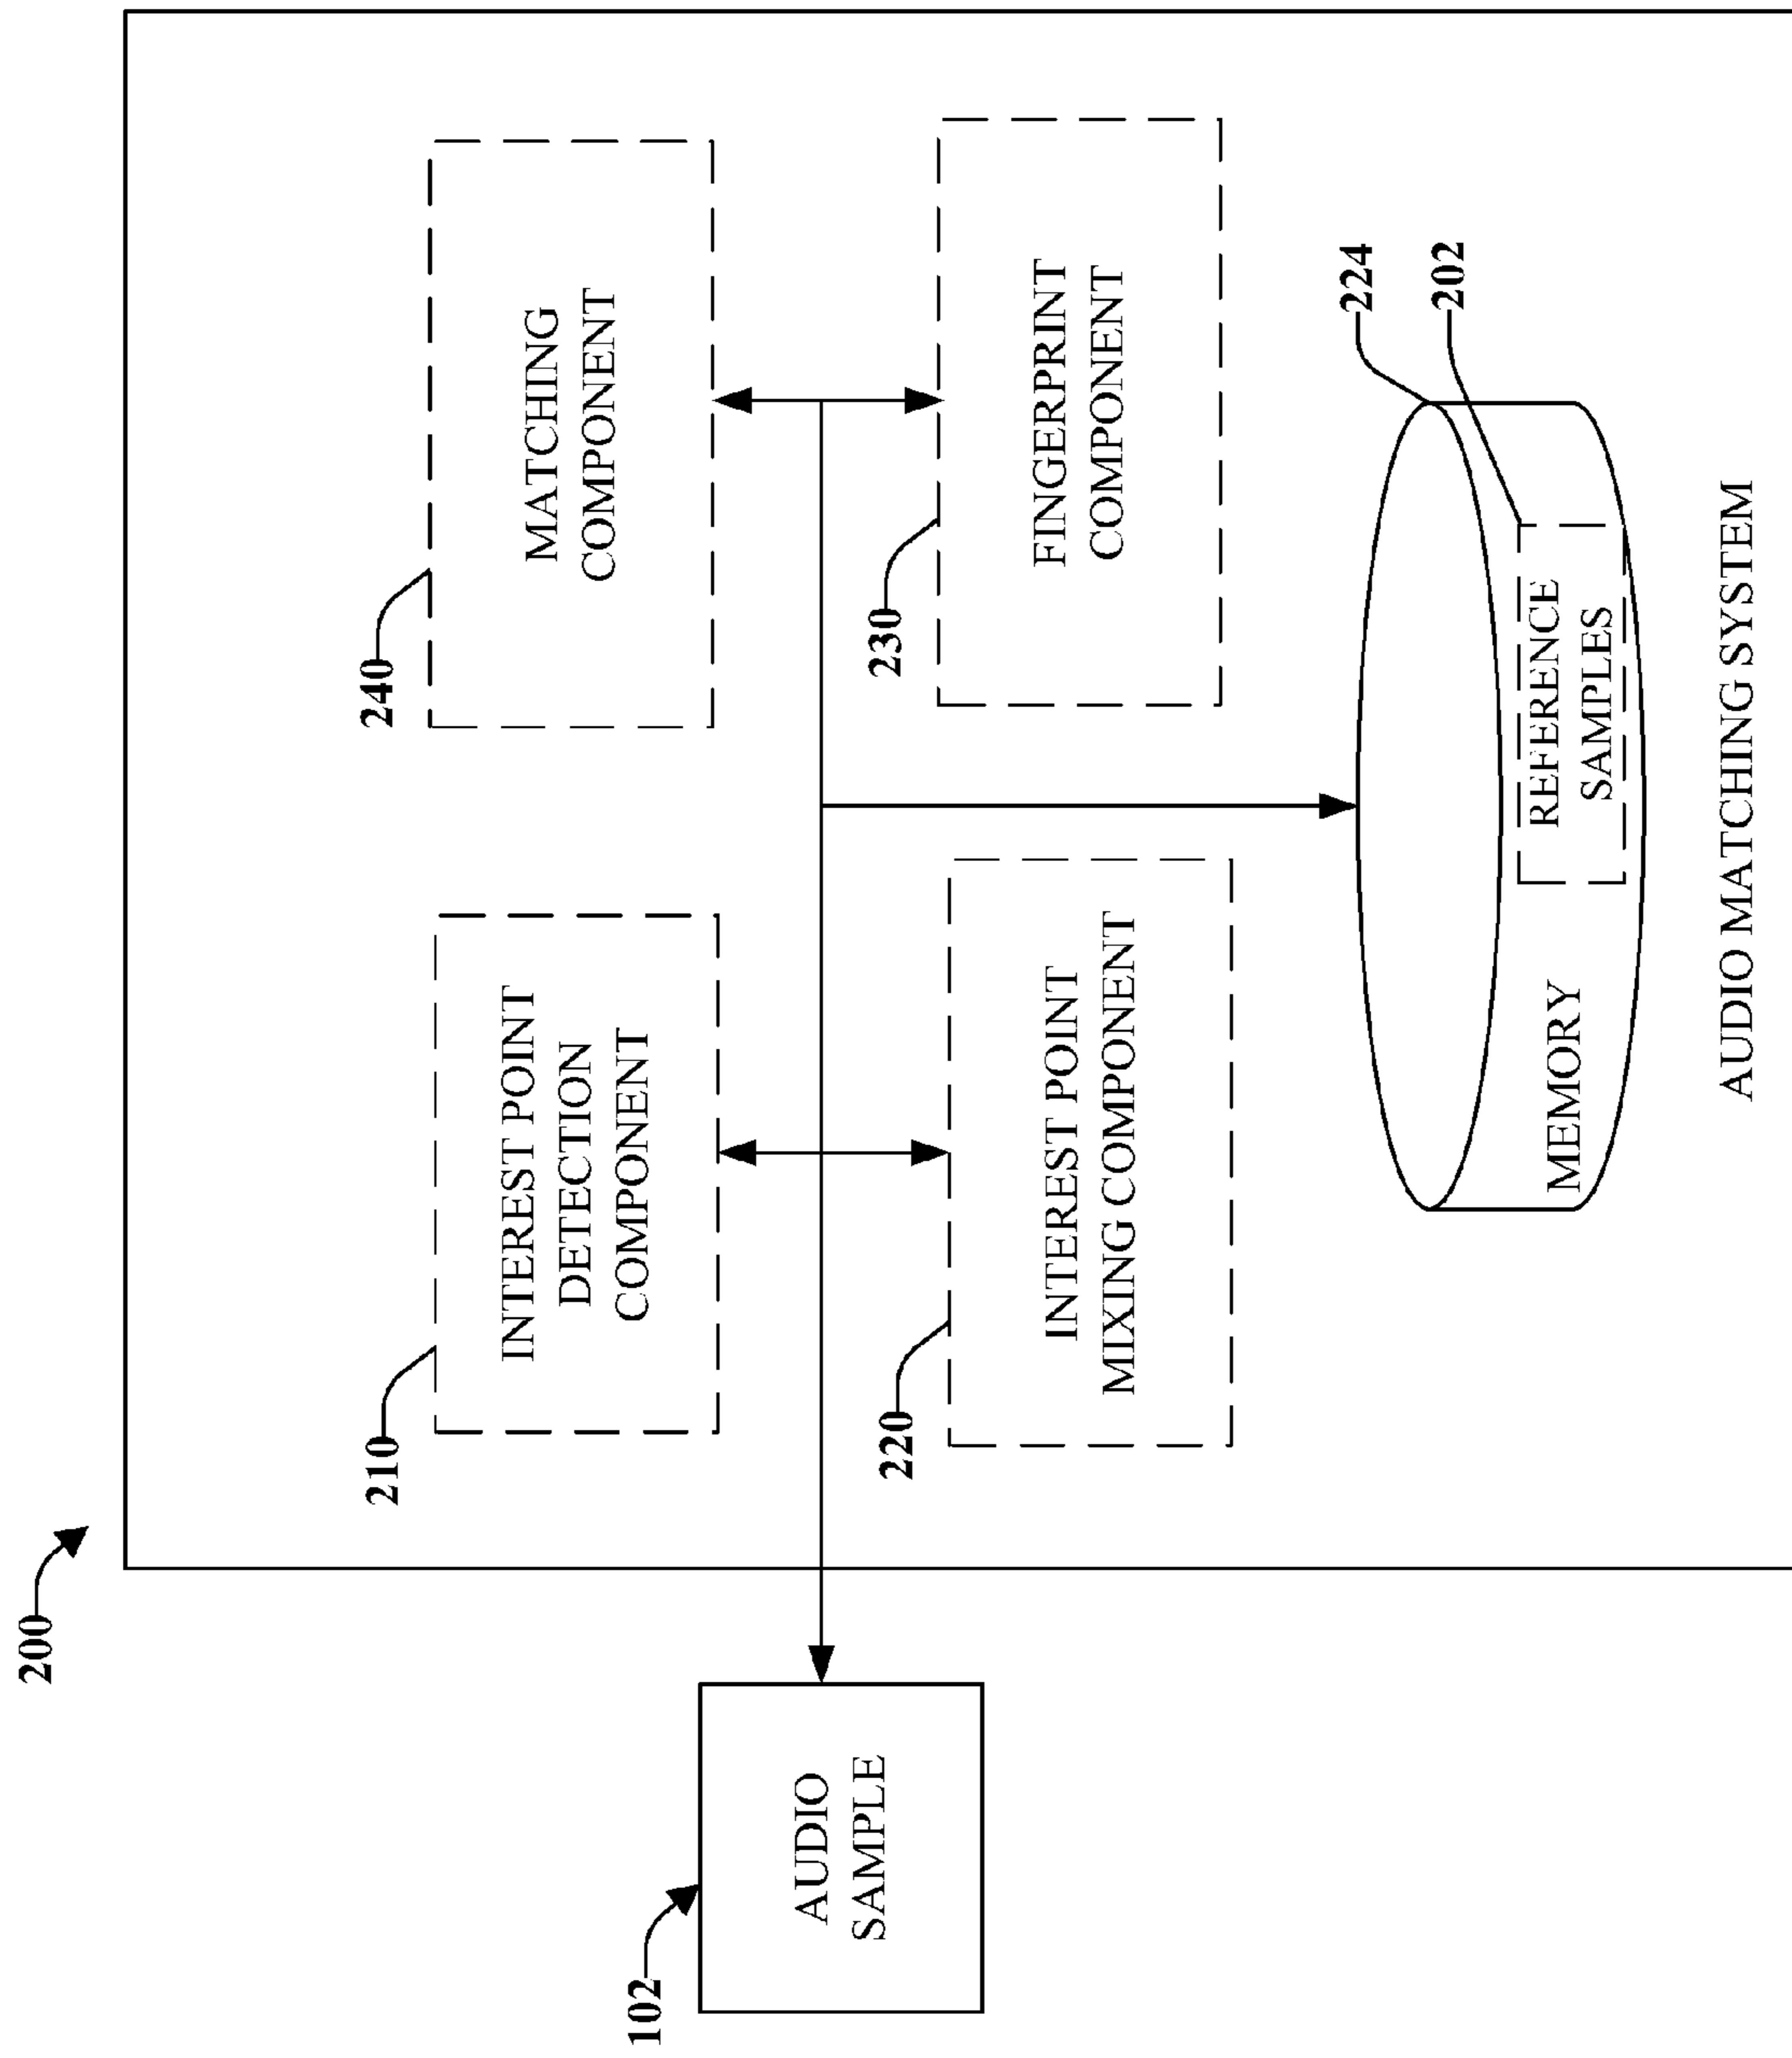 200
102
AUDIO
SAMPLE
210
INTEREST POINT
DETECTION
COMPONENT
240
MATCHING
COMPONENT
220
INTEREST POINT
MIXING COMPONENT
230
FINGERPRINT
COMPONENT
224
202
MEMORY
REFERENCE
SAMPLES
AUDIO MATCHING SYSTEM